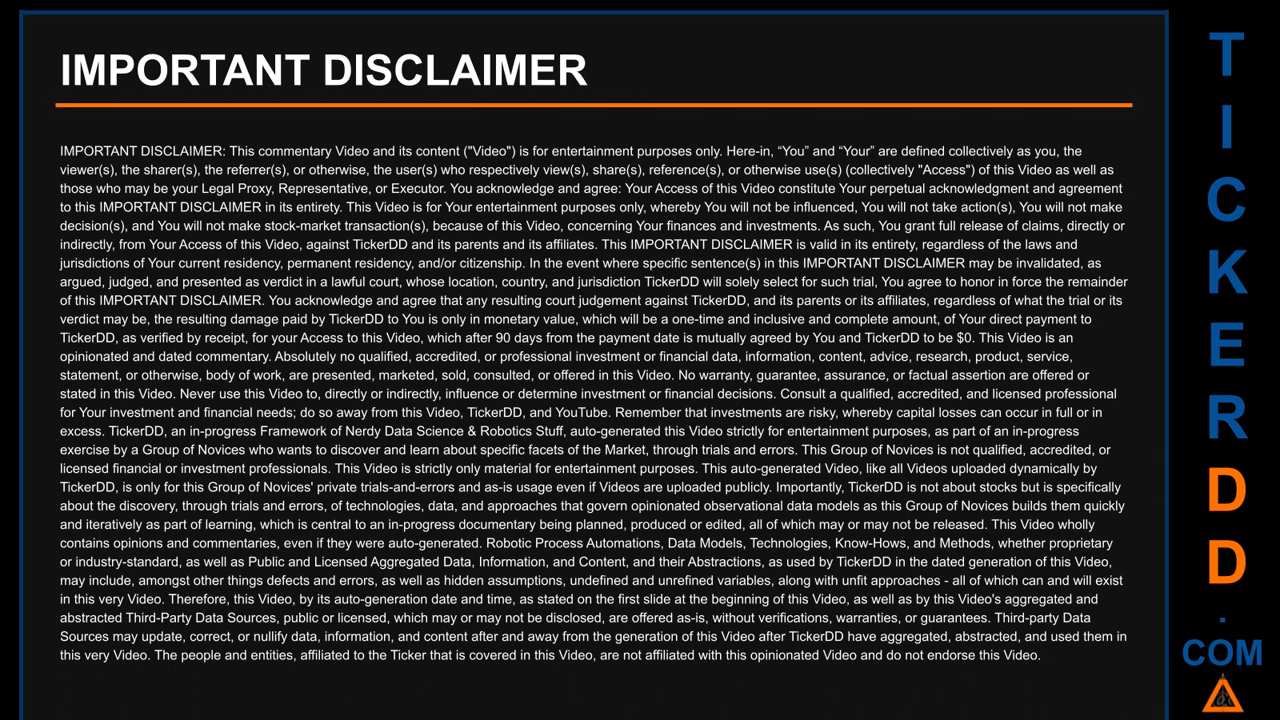 IMPORTANT DISCLAIMER
IMPORTANT DISCLAIMER: This commentary Video and its content ("Video") is for entertainment purposes only. Here-in, “You” and “Your” are defined collectively as you, the
viewer(s), the sharer(s), the referrer(s), or otherwise, the user(s) who respectively view(s), share(s), reference(s), or otherwise use(s) (collectively "Access") of this Video as well as
those who may be your Legal Proxy, Representative, or Executor. You acknowledge and agree: Your Access of this Video constitute Your perpetual acknowledgment and agreement
to this IMPORTANT DISCLAIMER in its entirety. This Video is for Your entertainment purposes only, whereby You will not be influenced, You will not take action(s), You will not make
decision(s), and You will not make stock-market transaction(s), because of this Video, concerning Your finances and investments. As such, You grant full release of claims, directly or
indirectly, from Your Access of this Video, against TickerDD and its parents and its affiliates. This IMPORTANT DISCLAIMER is valid in its entirety, regardless of the laws and
jurisdictions of Your current residency, permanent residency, and/or citizenship. In the event where specific sentence(s) in this IMPORTANT DISCLAIMER may be invalidated, as
argued, judged, and presented as verdict in a lawful court, whose location, country, and jurisdiction TickerDD will solely select for such trial, You agree to honor in force the remainder
of this IMPORTANT DISCLAIMER. You acknowledge and agree that any resulting court judgement against TickerDD, and its parents or its affiliates, regardless of what the trial or its
verdict may be, the resulting damage paid by TickerDD to You is only in monetary value, which will be a one-time and inclusive and complete amount, of Your direct payment to
TickerDD, as verified by receipt, for your Access to this Video, which after 90 days from the payment date is mutually agreed by You and TickerDD to be $0. This Video is an
opinionated and dated commentary. Absolutely no qualified, accredited, or professional investment or financial data, information, content, advice, research, product, service,
statement, or otherwise, body of work, are presented, marketed, sold, consulted, or offered in this Video. No warranty, guarantee, assurance, or factual assertion are offered or
stated in this Video. Never use this Video to, directly or indirectly, influence or determine investment or financial decisions. Consult a qualified, accredited, and licensed professional
for Your investment and financial needs; do so away from this Video, TickerDD, and YouTube. Remember that investments are risky, whereby capital losses can occur in full or in
excess. TickerDD, an in-progress Framework of Nerdy Data Science & Robotics Stuff, auto-generated this Video strictly for entertainment purposes, as part of an in-progress
exercise by a Group of Novices who wants to discover and learn about specific facets of the Market, through trials and errors. This Group of Novices is not qualified, accredited, or
licensed financial or investment professionals. This Video is strictly only material for entertainment purposes. This auto-generated Video, like all Videos uploaded dynamically by
TickerDD, is only for this Group of Novices' private trials-and-errors and as-is usage even if Videos are uploaded publicly. Importantly, TickerDD is not about stocks but is specifically
about the discovery, through trials and errors, of technologies, data, and approaches that govern opinionated observational data models as this Group of Novices builds them quickly
and iteratively as part of learning, which is central to an in-progress documentary being planned, produced or edited, all of which may or may not be released. This Video wholly
contains opinions and commentaries, even if they were auto-generated. Robotic Process Automations, Data Models, Technologies, Know-Hows, and Methods, whether proprietary
or industry-standard, as well as Public and Licensed Aggregated Data, Information, and Content, and their Abstractions, as used by TickerDD in the dated generation of this Video,
may include, amongst other things defects and errors, as well as hidden assumptions, undefined and unrefined variables, along with unfit approaches - all of which can and will exist
in this very Video. Therefore, this Video, by its auto-generation date and time, as stated on the first slide at the beginning of this Video, as well as by this Video's aggregated and
abstracted Third-Party Data Sources, public or licensed, which may or may not be disclosed, are offered as-is, without verifications, warranties, or guarantees. Third-party Data
Sources may update, correct, or nullify data, information, and content after and away from the generation of this Video after TickerDD have aggregated, abstracted, and used them in
this very Video. The people and entities, affiliated to the Ticker that is covered in this Video, are not affiliated with this opinionated Video and do not endorse this Video.
T
I
C
K
E
R
D
D
.
COM